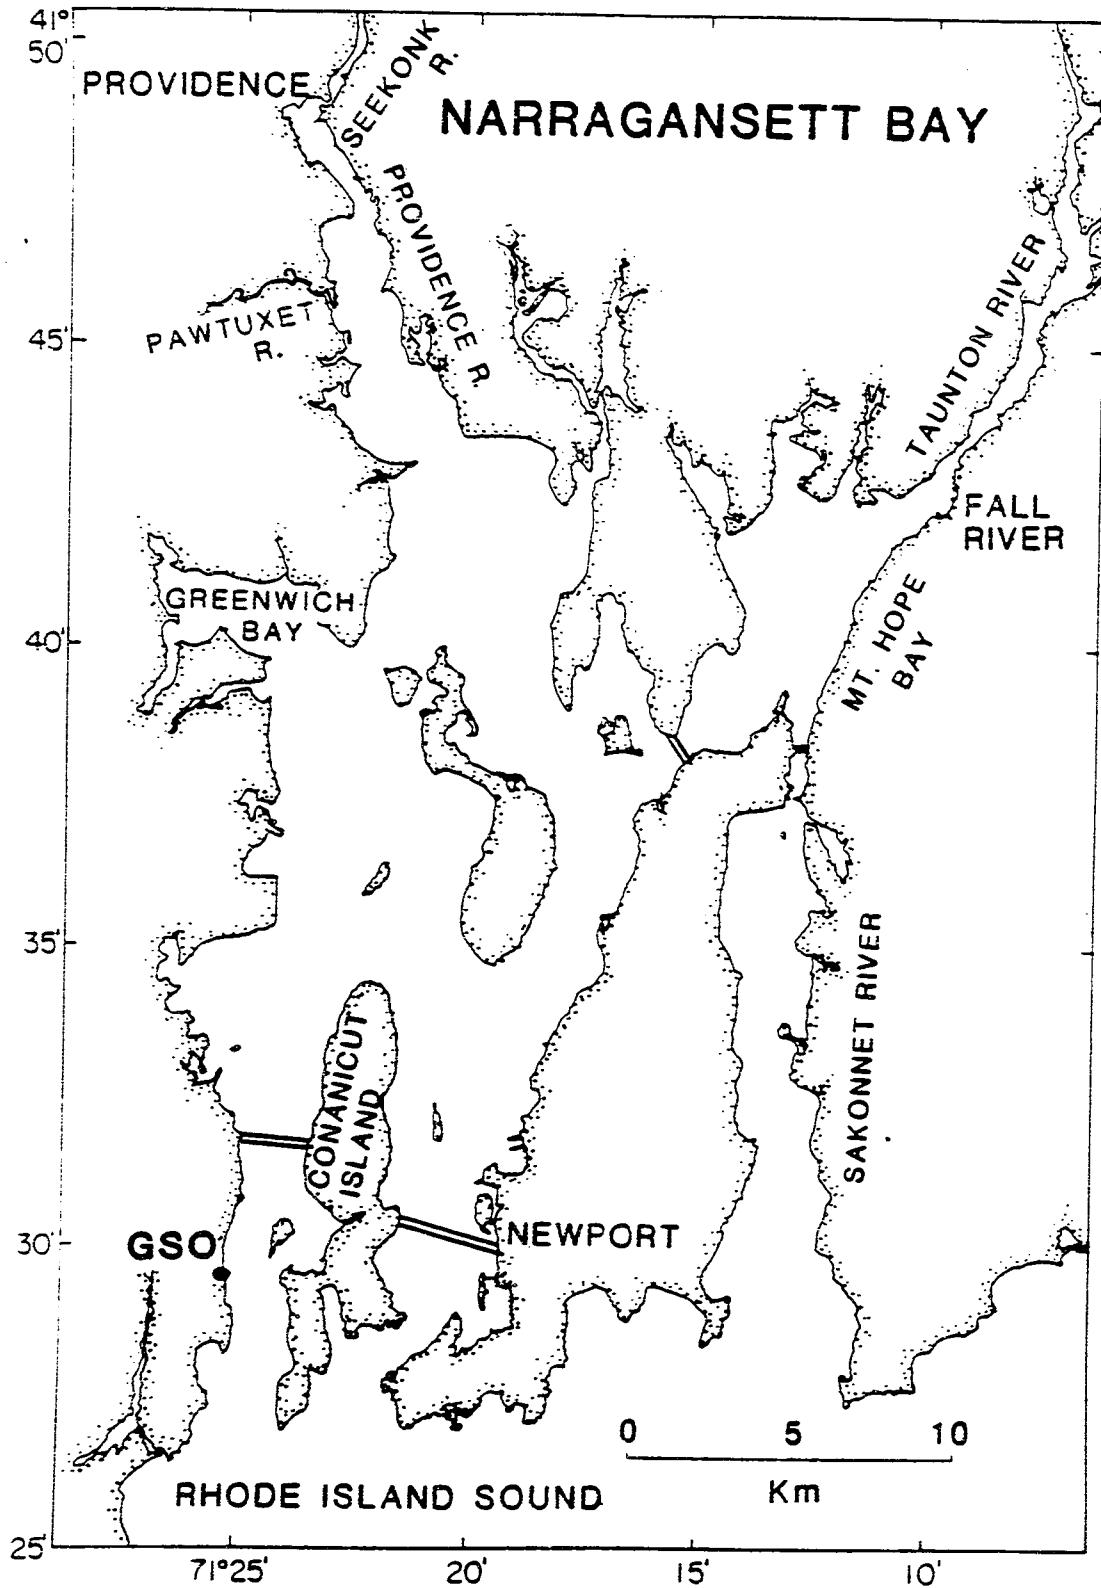 41°
50'
PROVIDENCE
SEEKONK
R.
NARRAGANSETT BAY
PROVIDENCE R.
TAUNTON RIVER
PAWTUXET
R.
45'
FALL
RIVER
GREENWICH
BAY
MT. HOPE
BAY
40'
35'
SAKONNET RIVER
CONANICUT
ISLAND
30'
GSO
NEWPORT
0 5 10
Km
RHODE ISLAND SOUND
25'
71°25' 20' 15' 10'